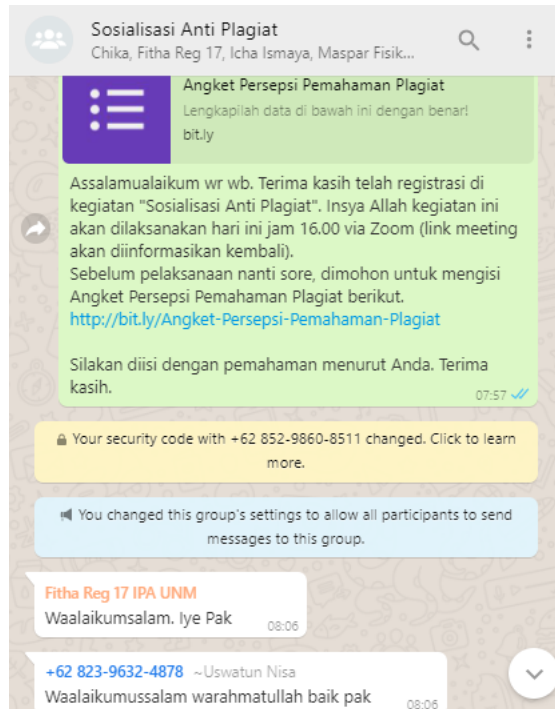 Sosialisasi Anti Plagiat
Chika, Fitha Reg 17, Icha Ismaya, Maspar Fisik...
Angket Persepsi Pemahaman Plagiat
Lengkapilah data di bawah ini dengan benar!
bit.ly
Assalamualaikum wr wb. Terima kasih telah registrasi di
kegiatan "Sosialisasi Anti Plagiat". Insya Allah kegiatan ini
akan dilaksanakan hari ini jam 16.00 via Zoom (link meeting
akan diinformasikan kembali).
Sebelum pelaksanaan nanti sore, dimohon untuk mengisi
Angket Persepsi Pemahaman Plagiat berikut.
http://bit.ly/Angket-Persepsi-Pemahaman-Plagiat
Silakan diisi dengan pemahaman menurut Anda. Terima
kasih.
07:57
Your security code with +62 852-9860-8511 changed. Click to learn
more.
You changed this group's settings to allow all participants to send
messages to this group.
Fitha Reg 17 IPA UNM
Waalaikumsalam. Iye Pak
08:06
+62 823-9632-4878 ~Uswatun Nisa
Waalaikumussalam warahmatullah baik pak
08:06